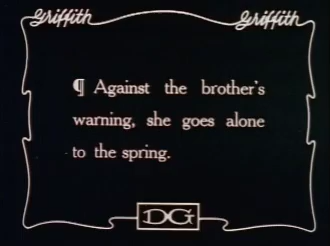 Griffith Griffith
¶ Against the brother's
warning, she goes alone
to the spring.
DG